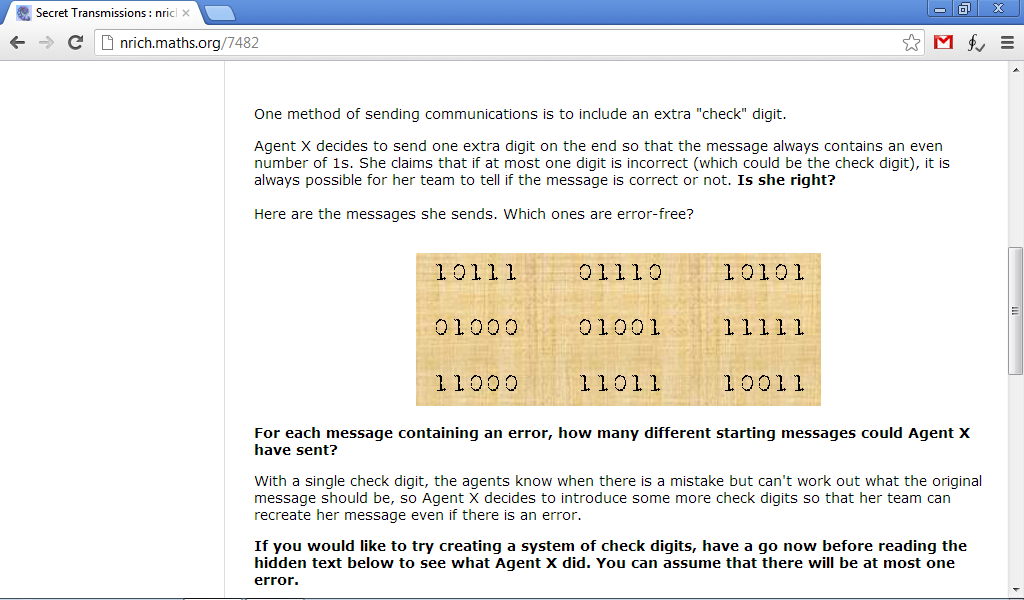 Secret Transmissions : nric
nrich.maths.org/7482
One method of sending communications is to include an extra "check" digit.
Agent X decides to send one extra digit on the end so that the message always contains an even
number of 1s. She claims that if at most one digit is incorrect (which could be the check digit), it is
always possible for her team to tell if the message is correct or not. Is she right?
Here are the messages she sends. Which ones are error-free?
10111 01110 10101
01000 01001 11111
11000 11011 10011
For each message containing an error, how many different starting messages could Agent X
have sent?
With a single check digit, the agents know when there is a mistake but can't work out what the original
message should be, so Agent X decides to introduce some more check digits so that her team can
recreate her message even if there is an error.
If you would like to try creating a system of check digits, have a go now before reading the
hidden text below to see what Agent X did. You can assume that there will be at most one
error.